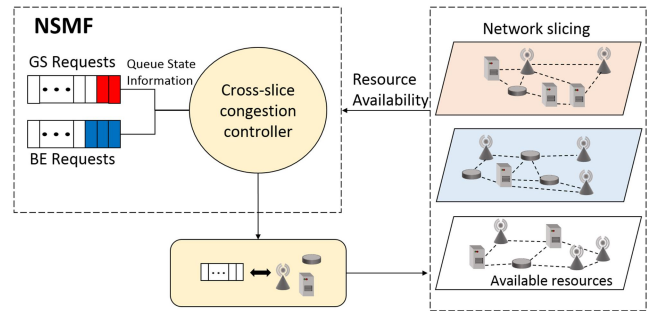 NSMF
GS Requests
Queue State
Information
BE Requests
Cross-slice
congestion
controller
Resource
Availability
Network slicing
Available resources